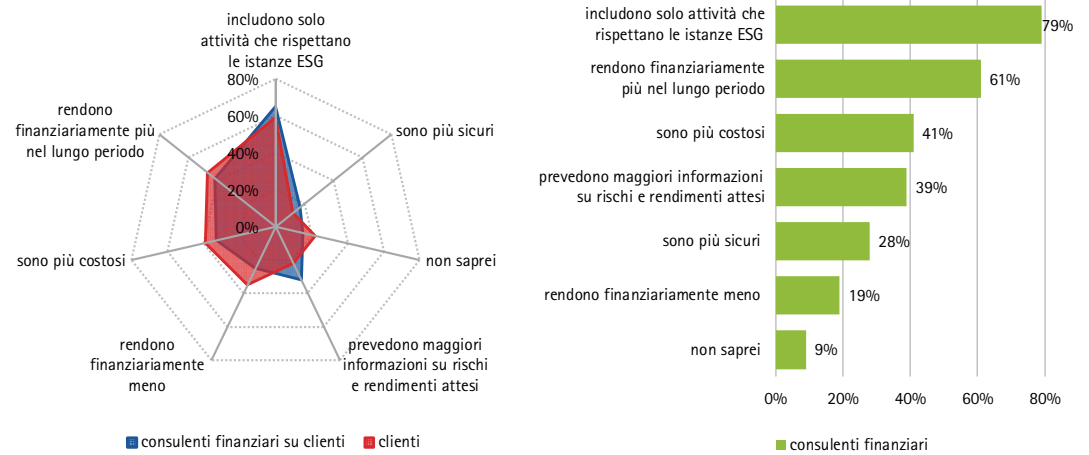 includono solo
attività che rispettano
le istanze ESG
80%
60%
40%
20%
0%
rendono
finanziariamente più
nel lungo periodo
sono più sicuri
sono più costosi
non saprei
rendono
finanziariamente
meno
prevedono maggiori
informazioni su rischi
e rendimenti attesi
consulenti finanziari su clienti
clienti
includono solo attività che
rispettano le istanze ESG
79%
rendono finanziariamente
più nel lungo periodo
61%
sono più costosi
41%
prevedono maggiori informazioni
su rischi e rendimenti attesi
39%
sono più sicuri
28%
rendono finanziariamente meno
19%
non saprei
9%
0% 20% 40% 60% 80%
consulenti finanziari